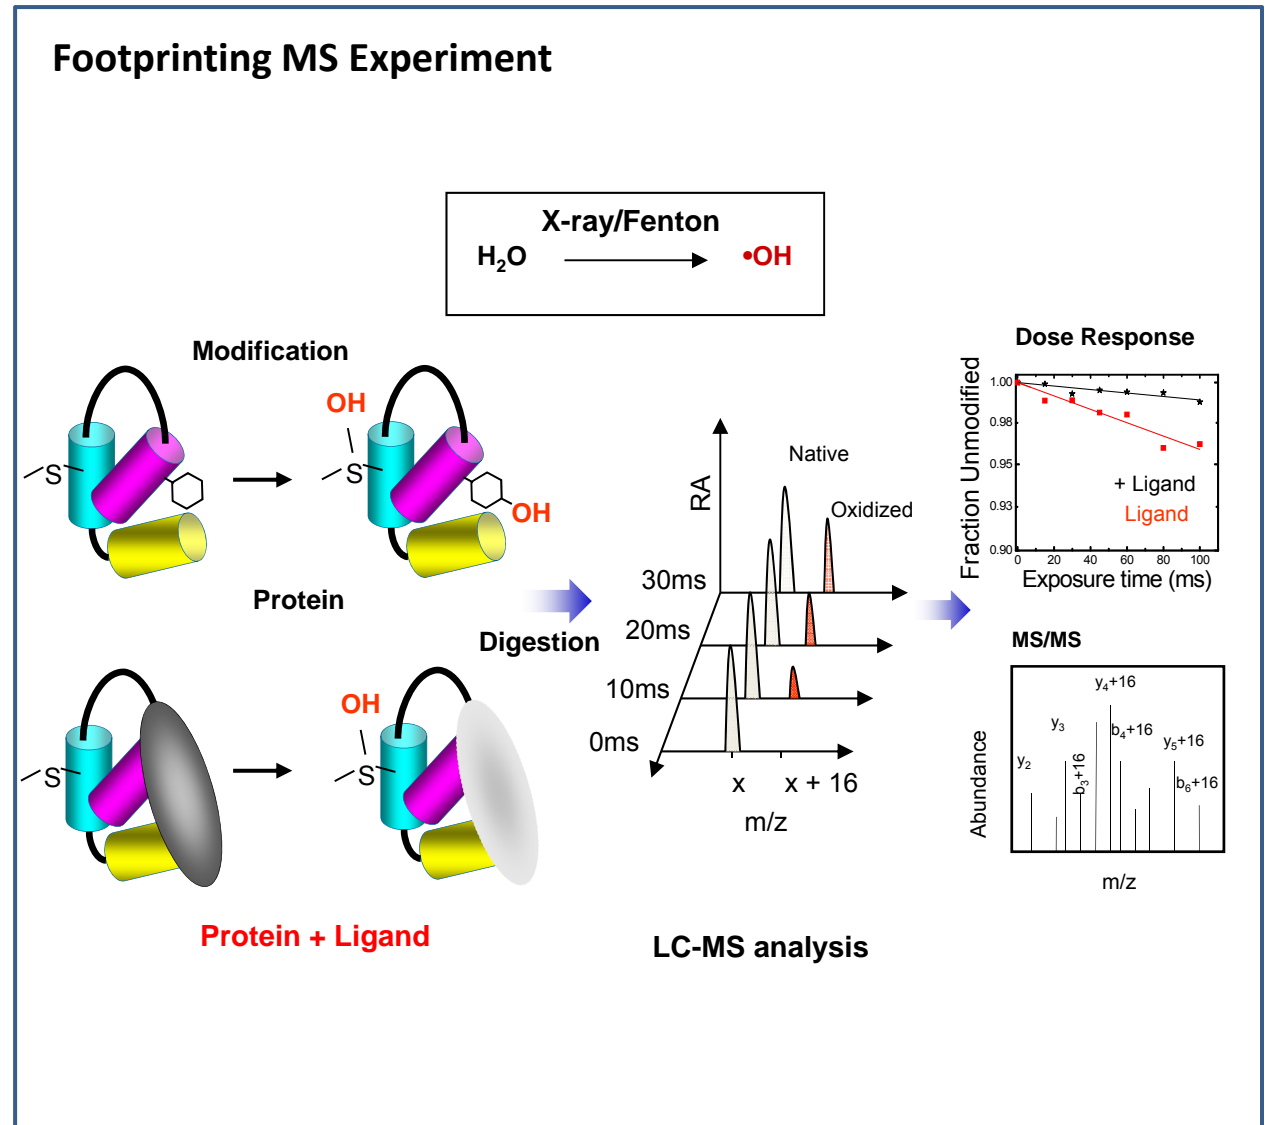 Footprinting MS Experiment
X-ray/Fenton
H₂O •OH
Modification
OH
S
S
OH
Protein
Digestion
OH
S
S
Protein + Ligand
RA
Native
Oxidized
30ms
20ms
10ms
0ms
x x + 16
m/z
LC-MS analysis
Dose Response
Fraction Unmodified
1.00
0.98
0.95
0.93
0.90
+ Ligand
Ligand
0 20 40 60 80 100
Exposure time (ms)
MS/MS
Abundance
y₂
y₃
b₃+16
y₄+16
b₄+16
y₅+16
b₆+16
m/z